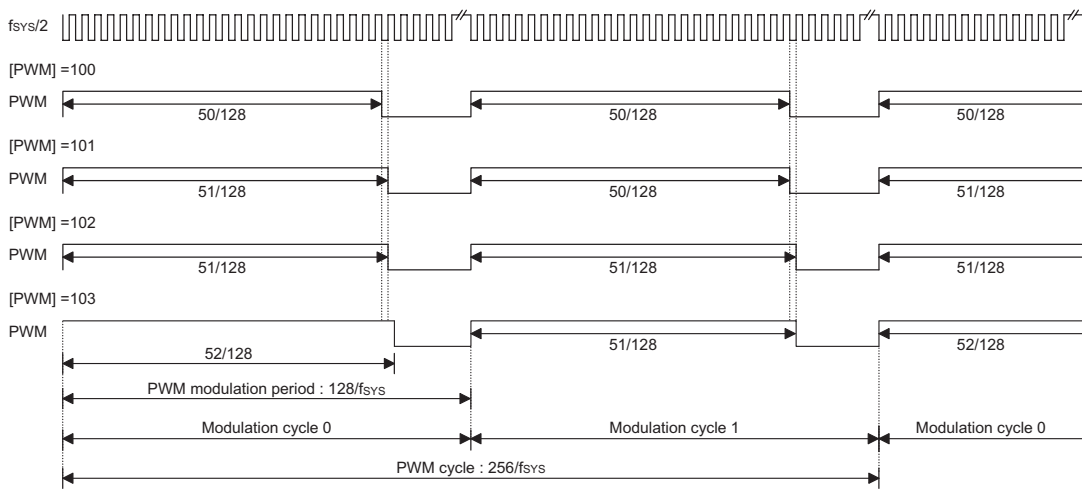 fSYS/2
[PWM] =100
PWM
50/128 50/128 50/128
[PWM] =101
PWM
51/128 50/128 51/128
[PWM] =102
PWM
51/128 51/128 51/128
[PWM] =103
PWM
52/128 51/128 52/128
PWM modulation period : 128/fSYS
Modulation cycle 0 Modulation cycle 1 Modulation cycle 0
PWM cycle : 256/fSYS